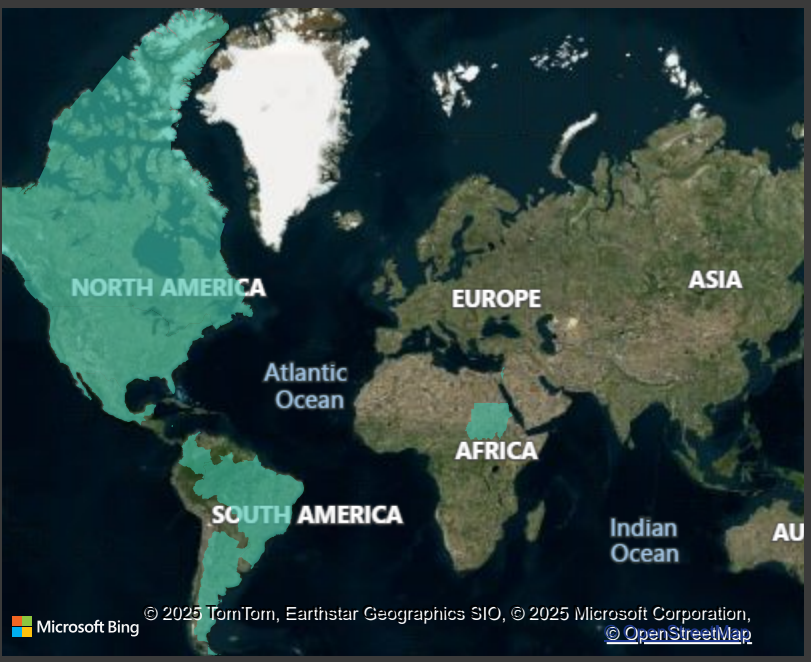 NORTH AMERICA
ASIA
EUROPE
Atlantic
Ocean
AFRICA
SOUTH AMERICA
Indian
Ocean
AU
© 2025 TomTom, Earthstar Geographics SIO, © 2025 Microsoft Corporation,
Microsoft Bing
© OpenStreetMap